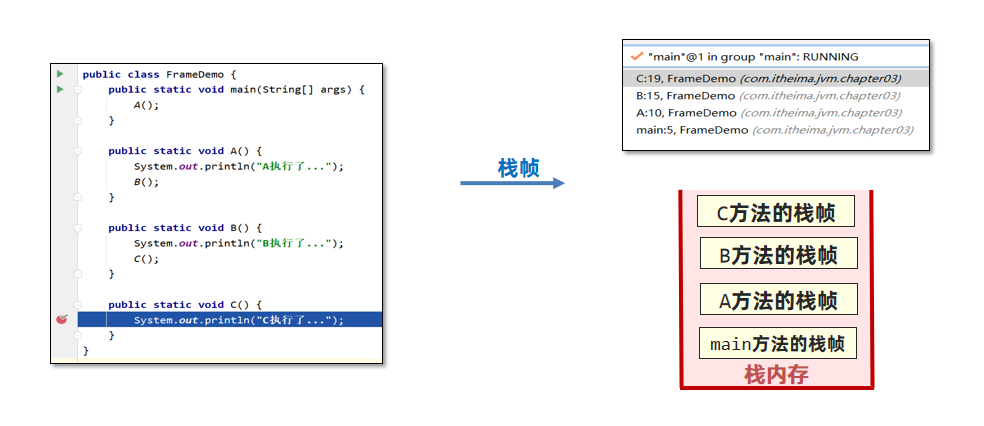 public class FrameDemo {
public static void main(String[] args) {
A();
}
public static void A() {
System.out.println("A执行了...");
B();
}
public static void B() {
System.out.println("B执行了...");
C();
}
public static void C() {
System.out.println("C执行了...");
}
}
栈帧
"main"@1 in group "main": RUNNING
C:19, FrameDemo (com.itheima.jvm.chapter03)
B:15, FrameDemo (com.itheima.jvm.chapter03)
A:10, FrameDemo (com.itheima.jvm.chapter03)
main:5, FrameDemo (com.itheima.jvm.chapter03)
C方法的栈帧
B方法的栈帧
A方法的栈帧
main方法的栈帧
栈内存